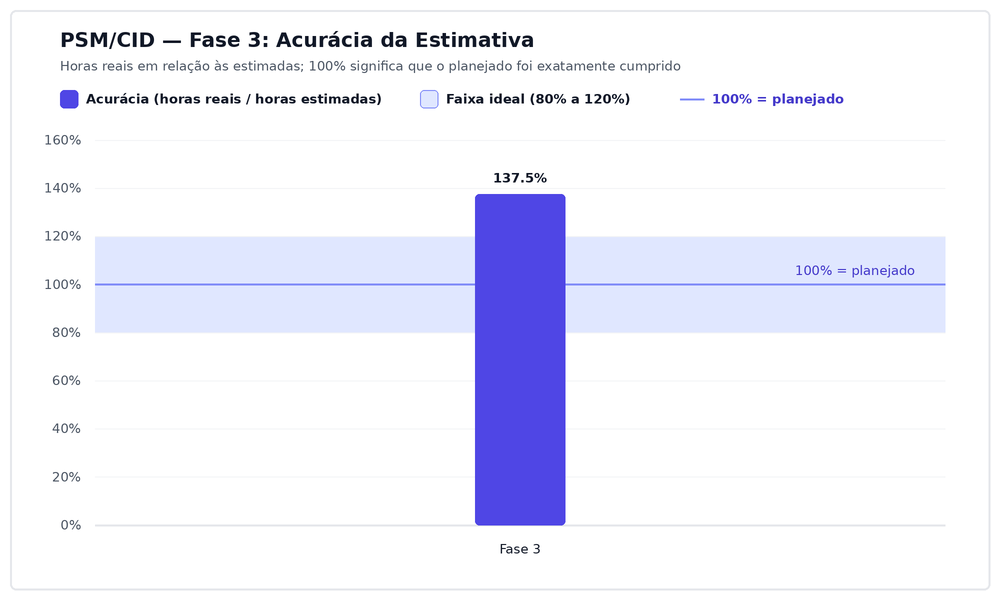 PSM/CID — Fase 3: Acurácia da Estimativa
Horas reais em relação às estimadas; 100% significa que o planejado foi exatamente cumprido
Acurácia (horas reais / horas estimadas)
Faixa ideal (80% a 120%)
100% = planejado
160%
137.5%
140%
120%
100% = planejado
100%
80%
60%
40%
20%
0%
Fase 3